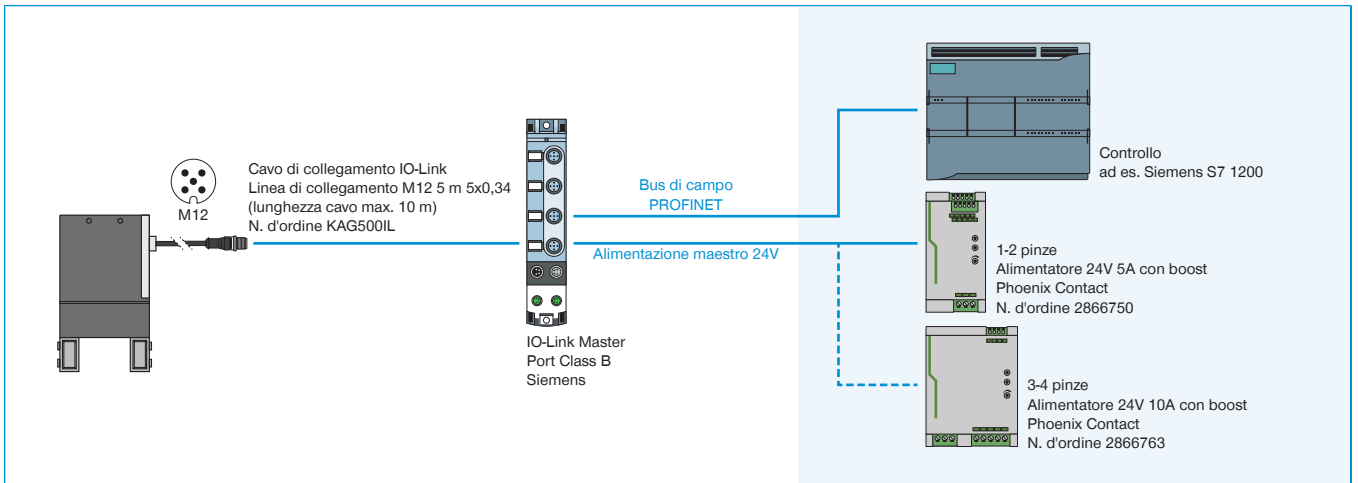 M12
Cavo di collegamento IO-Link
Linea di collegamento M12 5 m 5x0,34
(lunghezza cavo max. 10 m)
N. d'ordine KAG500IL
IO-Link Master
Port Class B
Siemens
Bus di campo
PROFINET
Alimentazione maestro 24V
Controllo
ad es. Siemens S7 1200
1-2 pinze
Alimentatore 24V 5A con boost
Phoenix Contact
N. d'ordine 2866750
3-4 pinze
Alimentatore 24V 10A con boost
Phoenix Contact
N. d'ordine 2866763